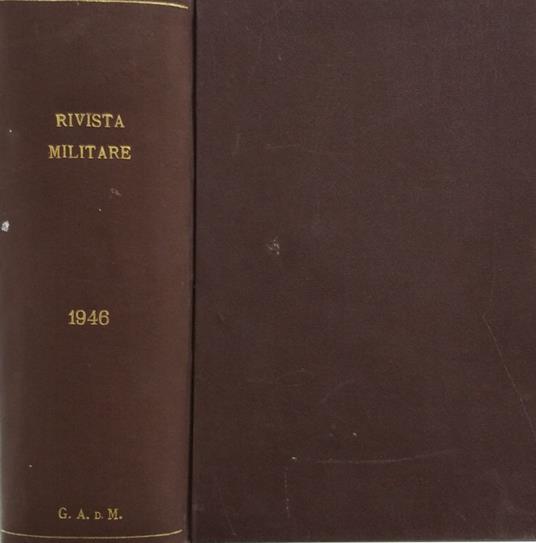 RIVISTA
MILITARE
1946
G. A. D. M.